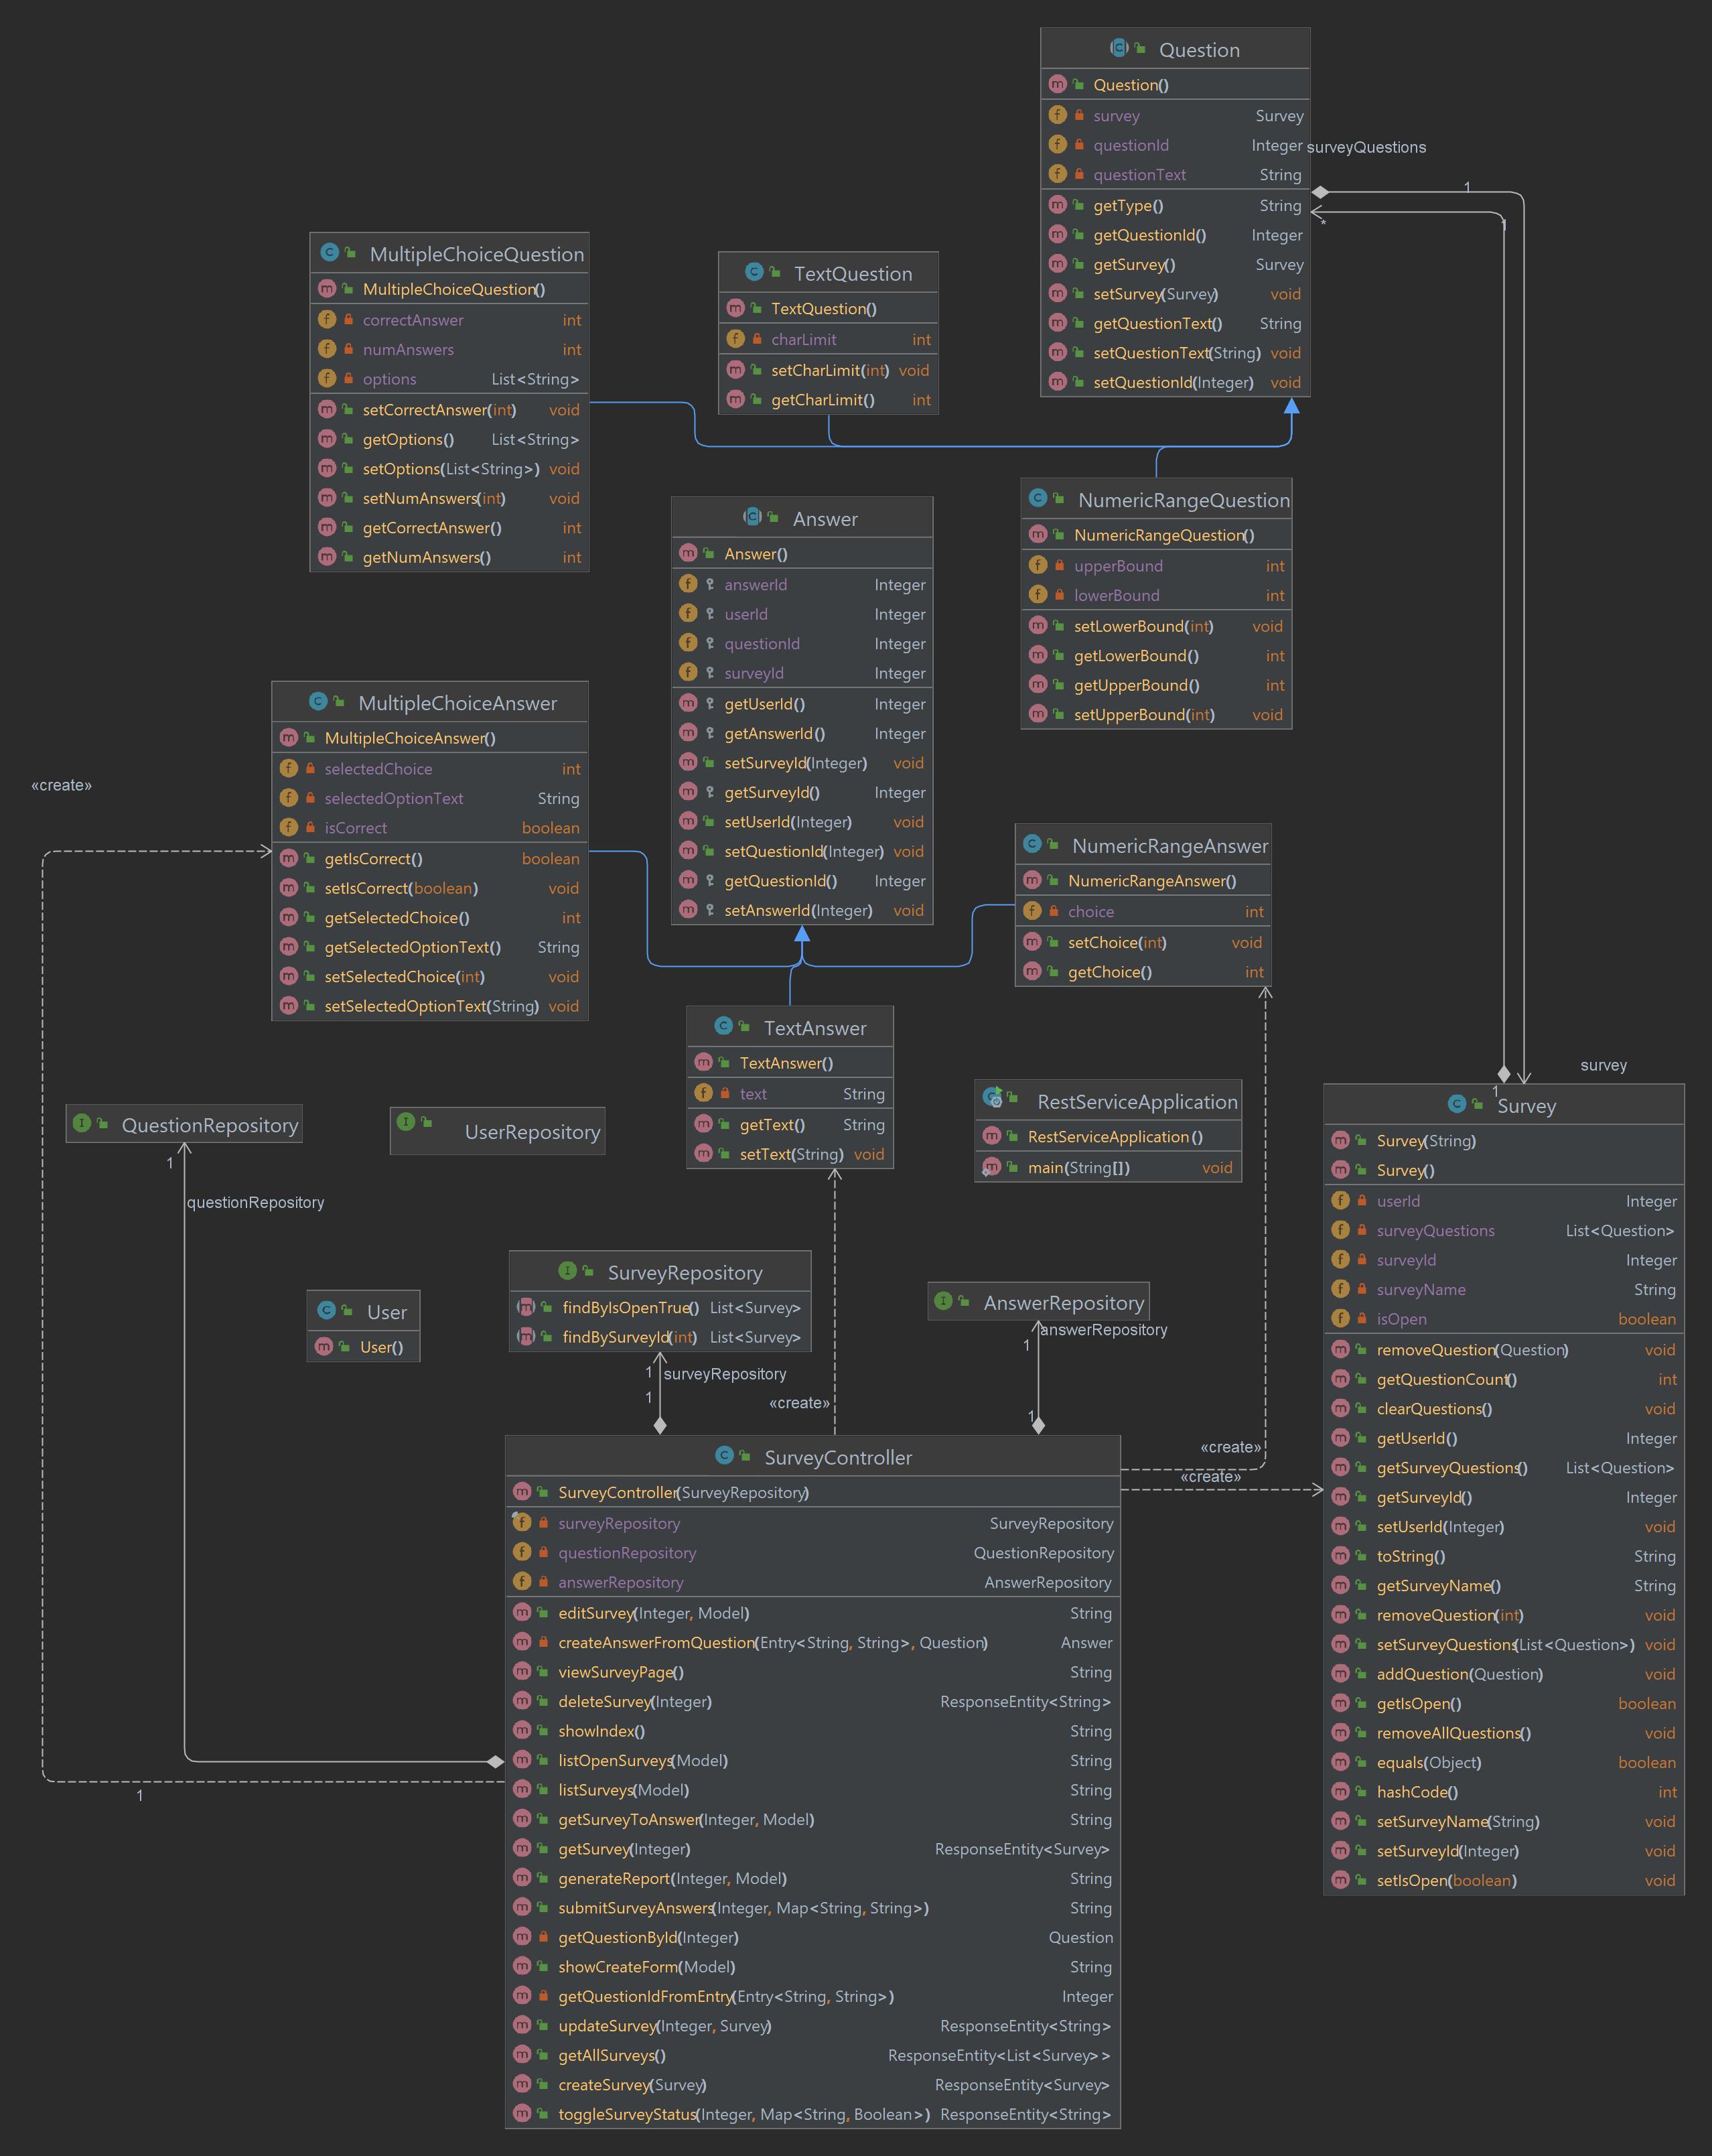 Question
Question()
survey Survey
questionId Integer
questionText String
getType() String
getQuestionId() Integer
getSurvey() Survey
setSurvey(Survey) void
getQuestionText() String
setQuestionText(String) void
setQuestionId(Integer) void
surveyQuestions
1
*
1
MultipleChoiceQuestion
MultipleChoiceQuestion()
correctAnswer int
numAnswers int
options List<String>
setCorrectAnswer(int) void
getOptions() List<String>
setOptions(List<String>) void
setNumAnswers(int) void
getCorrectAnswer() int
getNumAnswers() int
TextQuestion
TextQuestion()
charLimit int
setCharLimit(int) void
getCharLimit() int
NumericRangeQuestion
NumericRangeQuestion()
upperBound int
lowerBound int
setLowerBound(int) void
getLowerBound() int
getUpperBound() int
setUpperBound(int) void
Answer
Answer()
answerId Integer
userId Integer
questionId Integer
surveyId Integer
getUserId() Integer
getAnswerId() Integer
setSurveyId(Integer) void
getSurveyId() Integer
setUserId(Integer) void
setQuestionId(Integer) void
getQuestionId() Integer
setAnswerId(Integer) void
MultipleChoiceAnswer
MultipleChoiceAnswer()
selectedChoice int
selectedOptionText String
isCorrect boolean
getIsCorrect() boolean
setIsCorrect(boolean) void
getSelectedChoice() int
getSelectedOptionText() String
setSelectedChoice(int) void
setSelectedOptionText(String) void
«create»
NumericRangeAnswer
NumericRangeAnswer()
choice int
setChoice(int) void
getChoice() int
TextAnswer
TextAnswer()
text String
getText() String
setText(String) void
RestServiceApplication
RestServiceApplication()
main(String[]) void
QuestionRepository
1
questionRepository
UserRepository
User
User()
SurveyRepository
findByIsOpenTrue() List<Survey>
findBySurveyId(int) List<Survey>
1
surveyRepository
1
«create»
AnswerRepository
answerRepository
1
1
«create»
«create»
survey
1
Survey
Survey(String)
Survey()
userId Integer
surveyQuestions List<Question>
surveyId Integer
surveyName String
isOpen boolean
removeQuestion(Question) void
getQuestionCount() int
clearQuestions() void
getUserId() Integer
getSurveyQuestions() List<Question>
getSurveyId() Integer
setUserId(Integer) void
toString() String
getSurveyName() String
removeQuestion(int) void
setSurveyQuestions(List<Question>) void
addQuestion(Question) void
getIsOpen() boolean
removeAllQuestions() void
equals(Object) boolean
hashCode() int
setSurveyName(String) void
setSurveyId(Integer) void
setIsOpen(boolean) void
SurveyController
SurveyController(SurveyRepository)
surveyRepository SurveyRepository
questionRepository QuestionRepository
answerRepository AnswerRepository
editSurvey(Integer, Model) String
createAnswerFromQuestion(Entry<String, String>, Question) Answer
viewSurveyPage() String
deleteSurvey(Integer) ResponseEntity<String>
showIndex() String
listOpenSurveys(Model) String
listSurveys(Model) String
getSurveyToAnswer(Integer, Model) String
getSurvey(Integer) ResponseEntity<Survey>
generateReport(Integer, Model) String
submitSurveyAnswers(Integer, Map<String, String>) String
getQuestionById(Integer) Question
showCreateForm(Model) String
getQuestionIdFromEntry(Entry<String, String>) Integer
updateSurvey(Integer, Survey) ResponseEntity<String>
getAllSurveys() ResponseEntity<List<Survey>>
createSurvey(Survey) ResponseEntity<Survey>
toggleSurveyStatus(Integer, Map<String, Boolean>) ResponseEntity<String>
1